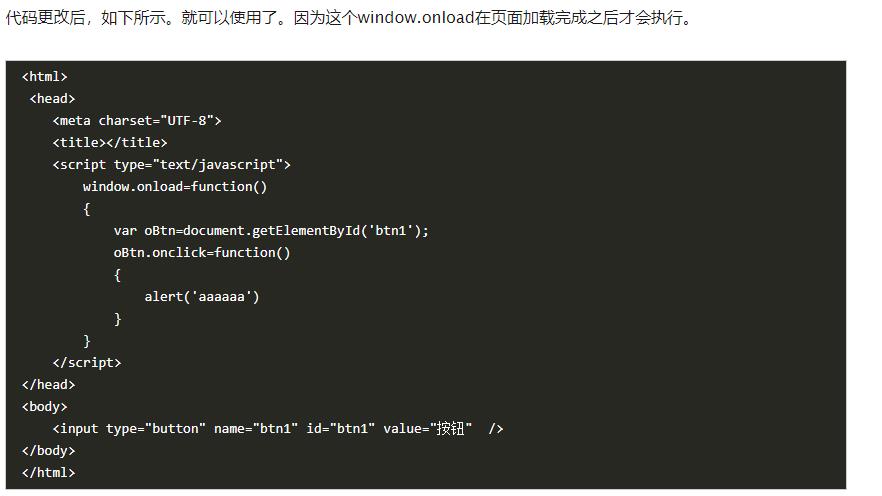 代码更改后，如下所示。就可以使用了。因为这个window.onload在页面加载完成之后才会执行。
<html>
 <head>
    <meta charset="UTF-8">
    <title></title>
    <script type="text/javascript">
        window.onload=function()
        {
            var oBtn=document.getElementById('btn1');
            oBtn.onclick=function()
            {
                alert('aaaaaa')
            }
        }
    </script>
</head>
<body>
    <input type="button" name="btn1" id="btn1" value="按钮"  />
</body>
</html>